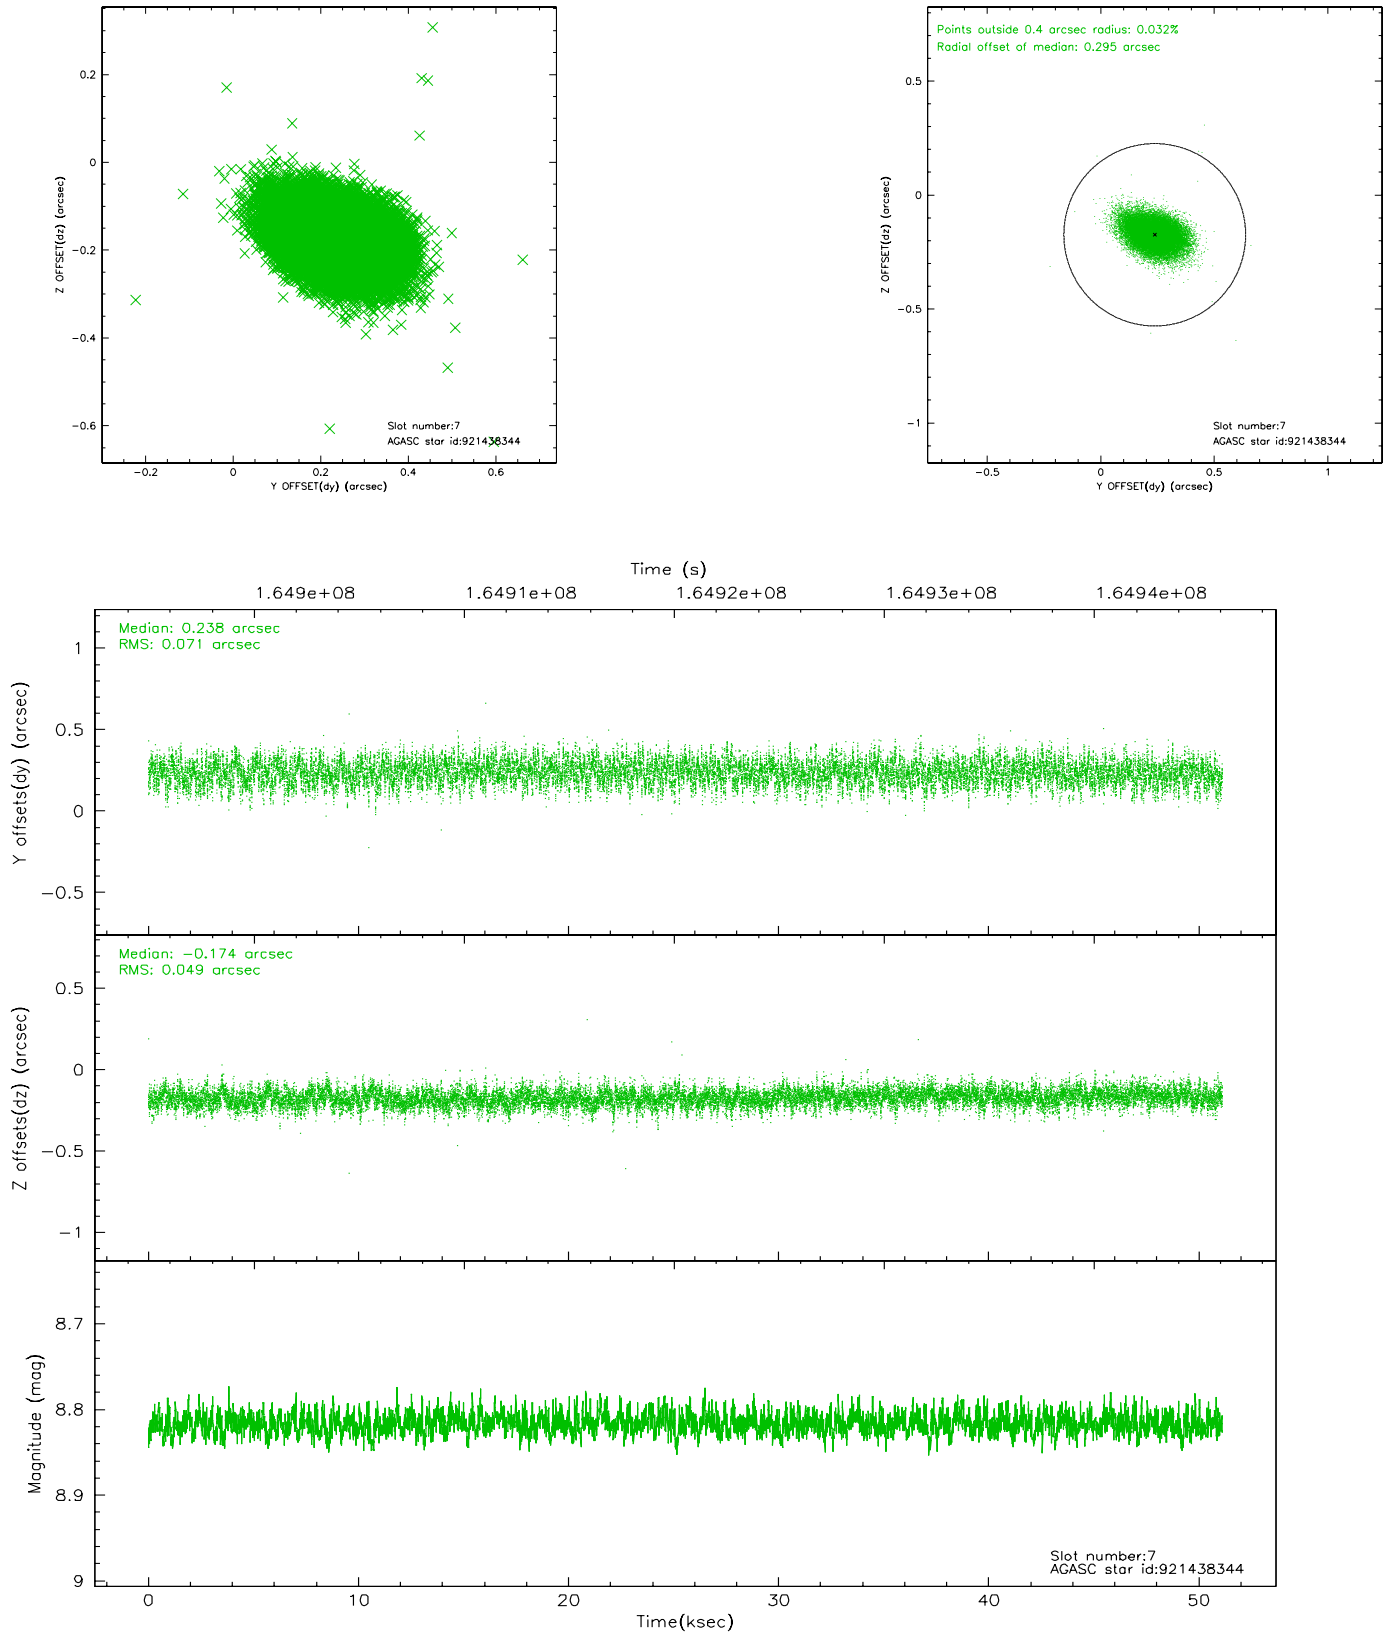 0.2
0
−0.2
−0.4
−0.6
Z OFFSET(dz) (arcsec)
Slot number:7
AGASC star id:921438344
−0.2
0
0.2
0.4
0.6
Y OFFSET(dy) (arcsec)
Points outside 0.4 arcsec radius: 0.032%
Radial offset of median: 0.295 arcsec
0.5
0
−0.5
−1
Z OFFSET(dz) (arcsec)
Slot number:7
AGASC star id:921438344
−0.5
0
0.5
1
Y OFFSET(dy) (arcsec)
Time (s)
1.649e+08
1.6491e+08
1.6492e+08
1.6493e+08
1.6494e+08
Median: 0.238 arcsec
RMS: 0.071 arcsec
1
0.5
0
−0.5
Y offsets(dy) (arcsec)
Median: −0.174 arcsec
RMS: 0.049 arcsec
0.5
0
−0.5
−1
Z offsets(dz) (arcsec)
8.7
8.8
8.9
9
Magnitude (mag)
Slot number:7
AGASC star id:921438344
0
10
20
30
40
50
Time(ksec)